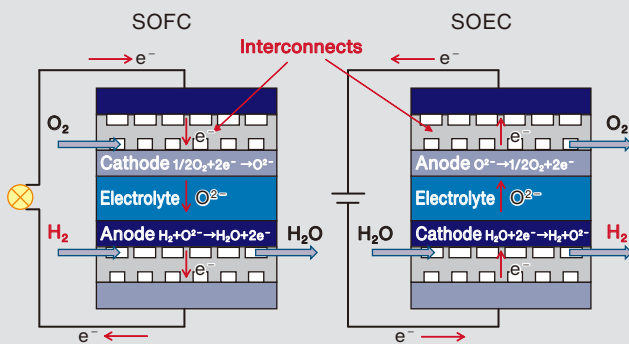 SOFC
SOEC
e⁻
Interconnects
e⁻
O₂
e⁻
e⁻
O₂
Cathode 1/2O₂+2e⁻→O²⁻
Anode O²⁻→1/2O₂+2e⁻
Electrolyte O²⁻
Electrolyte O²⁻
H₂
Anode H₂+O²⁻→H₂O+2e⁻
H₂O
H₂O
Cathode H₂O+2e⁻→H₂+O²⁻
H₂
e⁻
e⁻
e⁻
e⁻